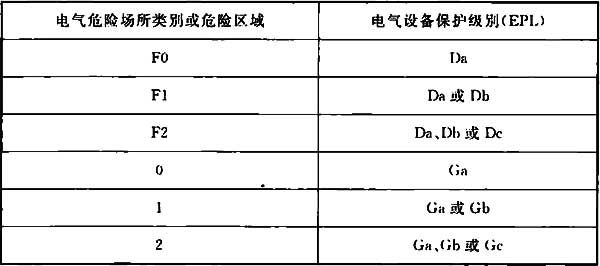 电气危险场所类别或危险区域 电气设备保护级别(EPL)
F0 Da
F1 Da 或 Db
F2 Da、Db 或 Dc
0 Ga
1 Ga 或 Gb
2 Ga、Gb 或 Gc